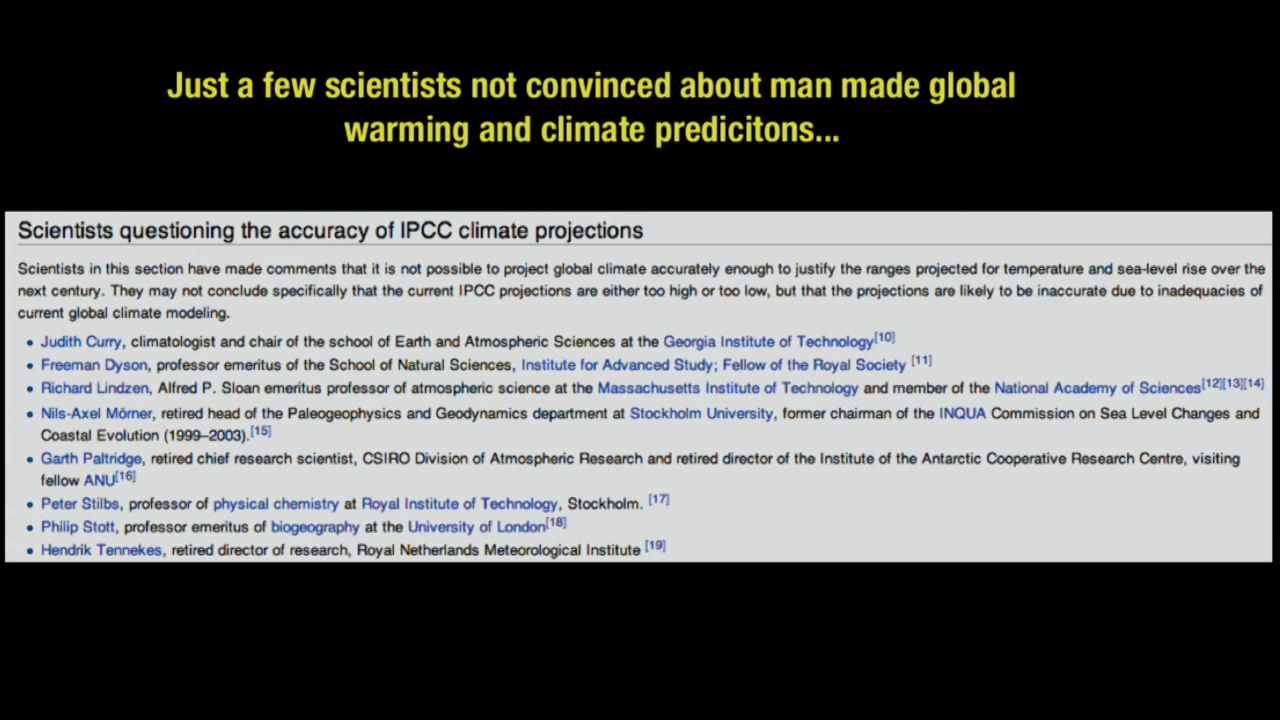 Just a few scientists not convinced about man made global
warming and climate predicitons...
Scientists questioning the accuracy of IPCC climate projections
Scientists in this section have made comments that it is not possible to project global climate accurately enough to justify the ranges projected for temperature and sea-level rise over the
next century. They may not conclude specifically that the current IPCC projections are either too high or too low, but that the projections are likely to be inaccurate due to inadequacies of
current global climate modeling.
• Judith Curry, climatologist and chair of the school of Earth and Atmospheric Sciences at the Georgia Institute of Technology[10]
• Freeman Dyson, professor emeritus of the School of Natural Sciences, Institute for Advanced Study; Fellow of the Royal Society [11]
• Richard Lindzen, Alfred P. Sloan emeritus professor of atmospheric science at the Massachusetts Institute of Technology and member of the National Academy of Sciences[12][13][14]
• Nils-Axel Mörner, retired head of the Paleogeophysics and Geodynamics department at Stockholm University, former chairman of the INQUA Commission on Sea Level Changes and
Coastal Evolution (1999–2003).[15]
• Garth Paltridge, retired chief research scientist, CSIRO Division of Atmospheric Research and retired director of the Institute of the Antarctic Cooperative Research Centre, visiting
fellow ANU[16]
• Peter Stilbs, professor of physical chemistry at Royal Institute of Technology, Stockholm. [17]
• Philip Stott, professor emeritus of biogeography at the University of London[18]
• Hendrik Tennekes, retired director of research, Royal Netherlands Meteorological Institute [19]